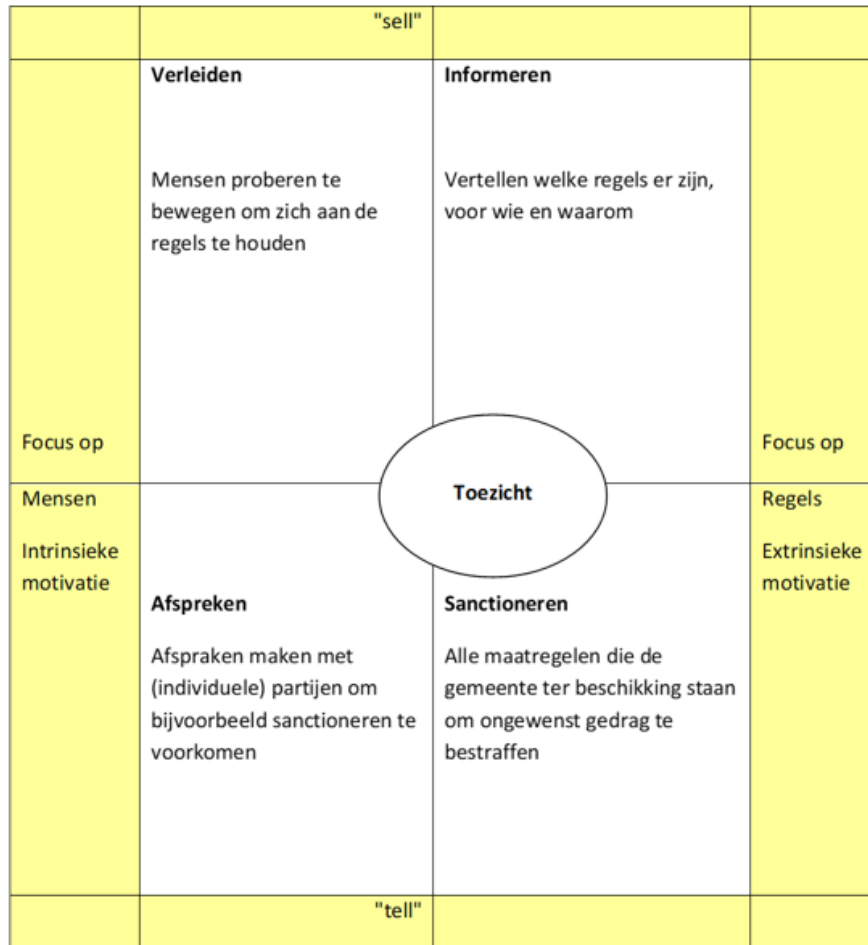 "sell"
Verleiden
Mensen proberen te
bewegen om zich aan de
regels te houden
Informeren
Vertellen welke regels er zijn,
voor wie en waarom
Focus op
Mensen
Intrinsieke
motivatie
Focus op
Regels
Extrinsieke
motivatie
Toezicht
Afspreken
Afspraken maken met
(individuele) partijen om
bijvoorbeeld sanctioneren te
voorkomen
Sanctioneren
Alle maatregelen die de
gemeente ter beschikking staan
om ongewenst gedrag te
bestraffen
"tell"